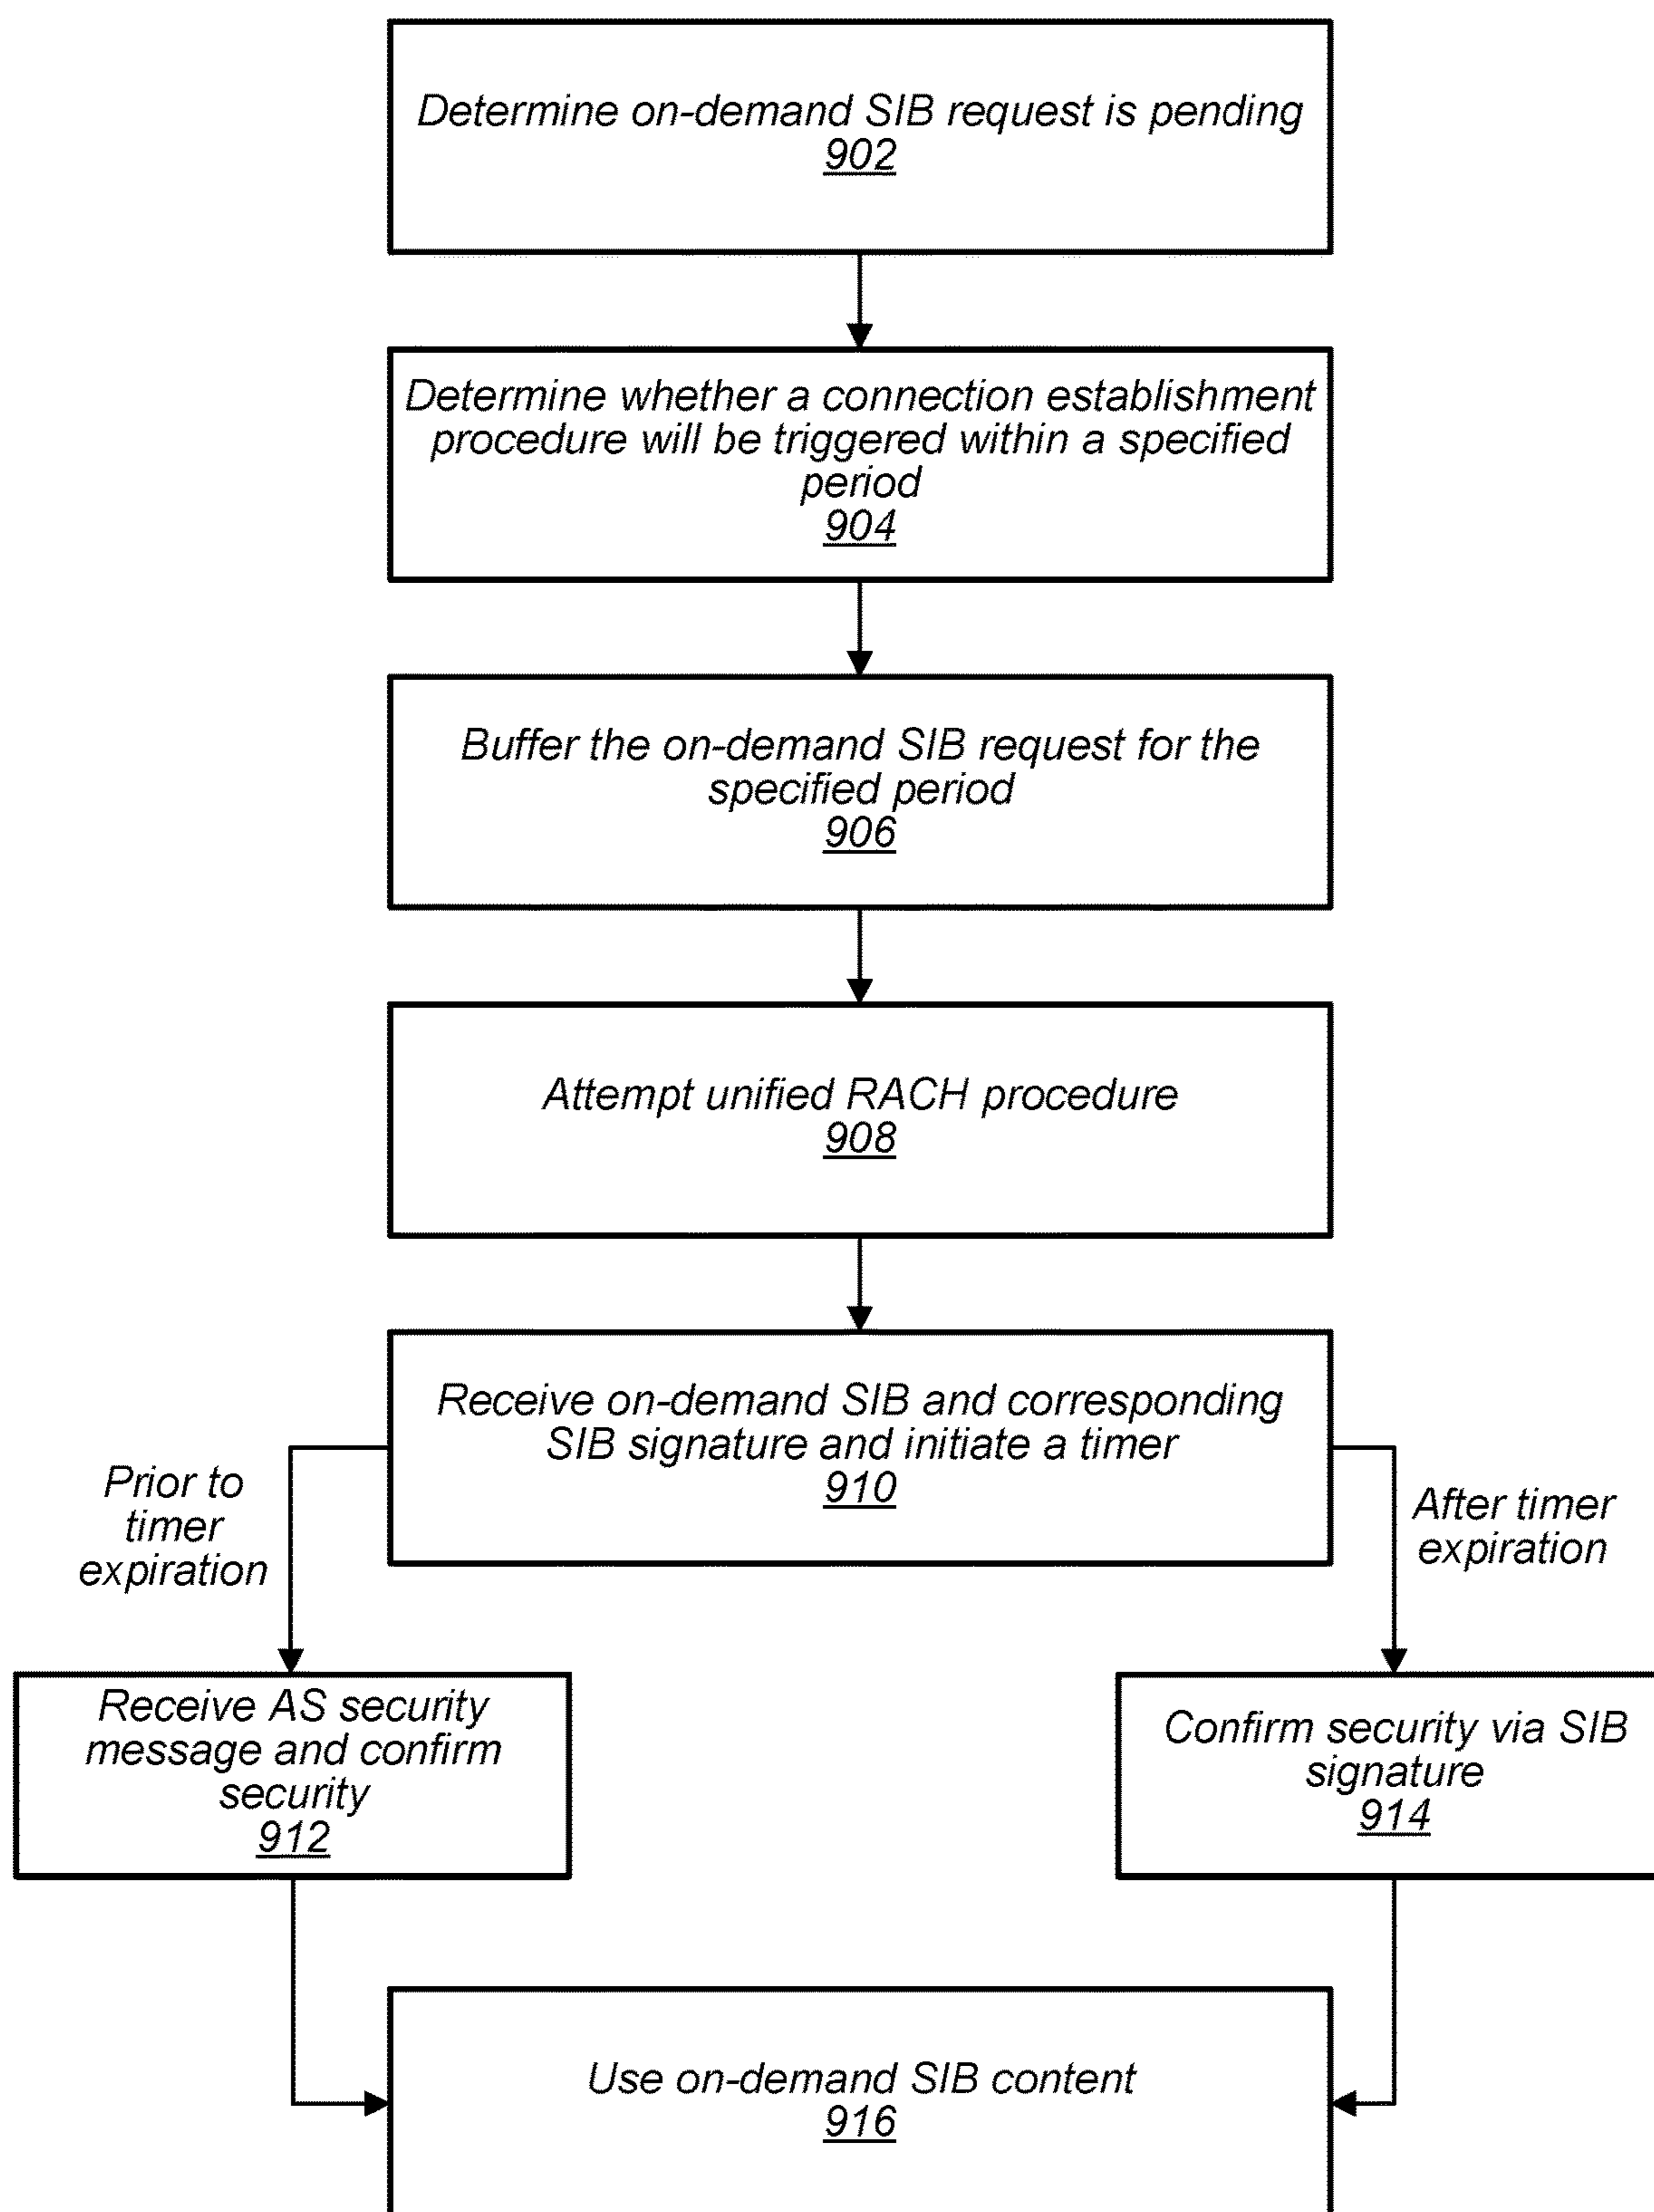 Determine on-demand SIB request is pending
902
Determine whether a connection establishment
procedure will be triggered within a specified
period
904
Buffer the on-demand SIB request for the
specified period
906
Attempt unified RACH procedure
908
Receive on-demand SIB and corresponding
SIB signature and initiate a timer
910
Prior to
timer
expiration
After timer
expiration
Receive AS security
message and confirm
security
912
Confirm security via SIB
signature
914
Use on-demand SIB content
916